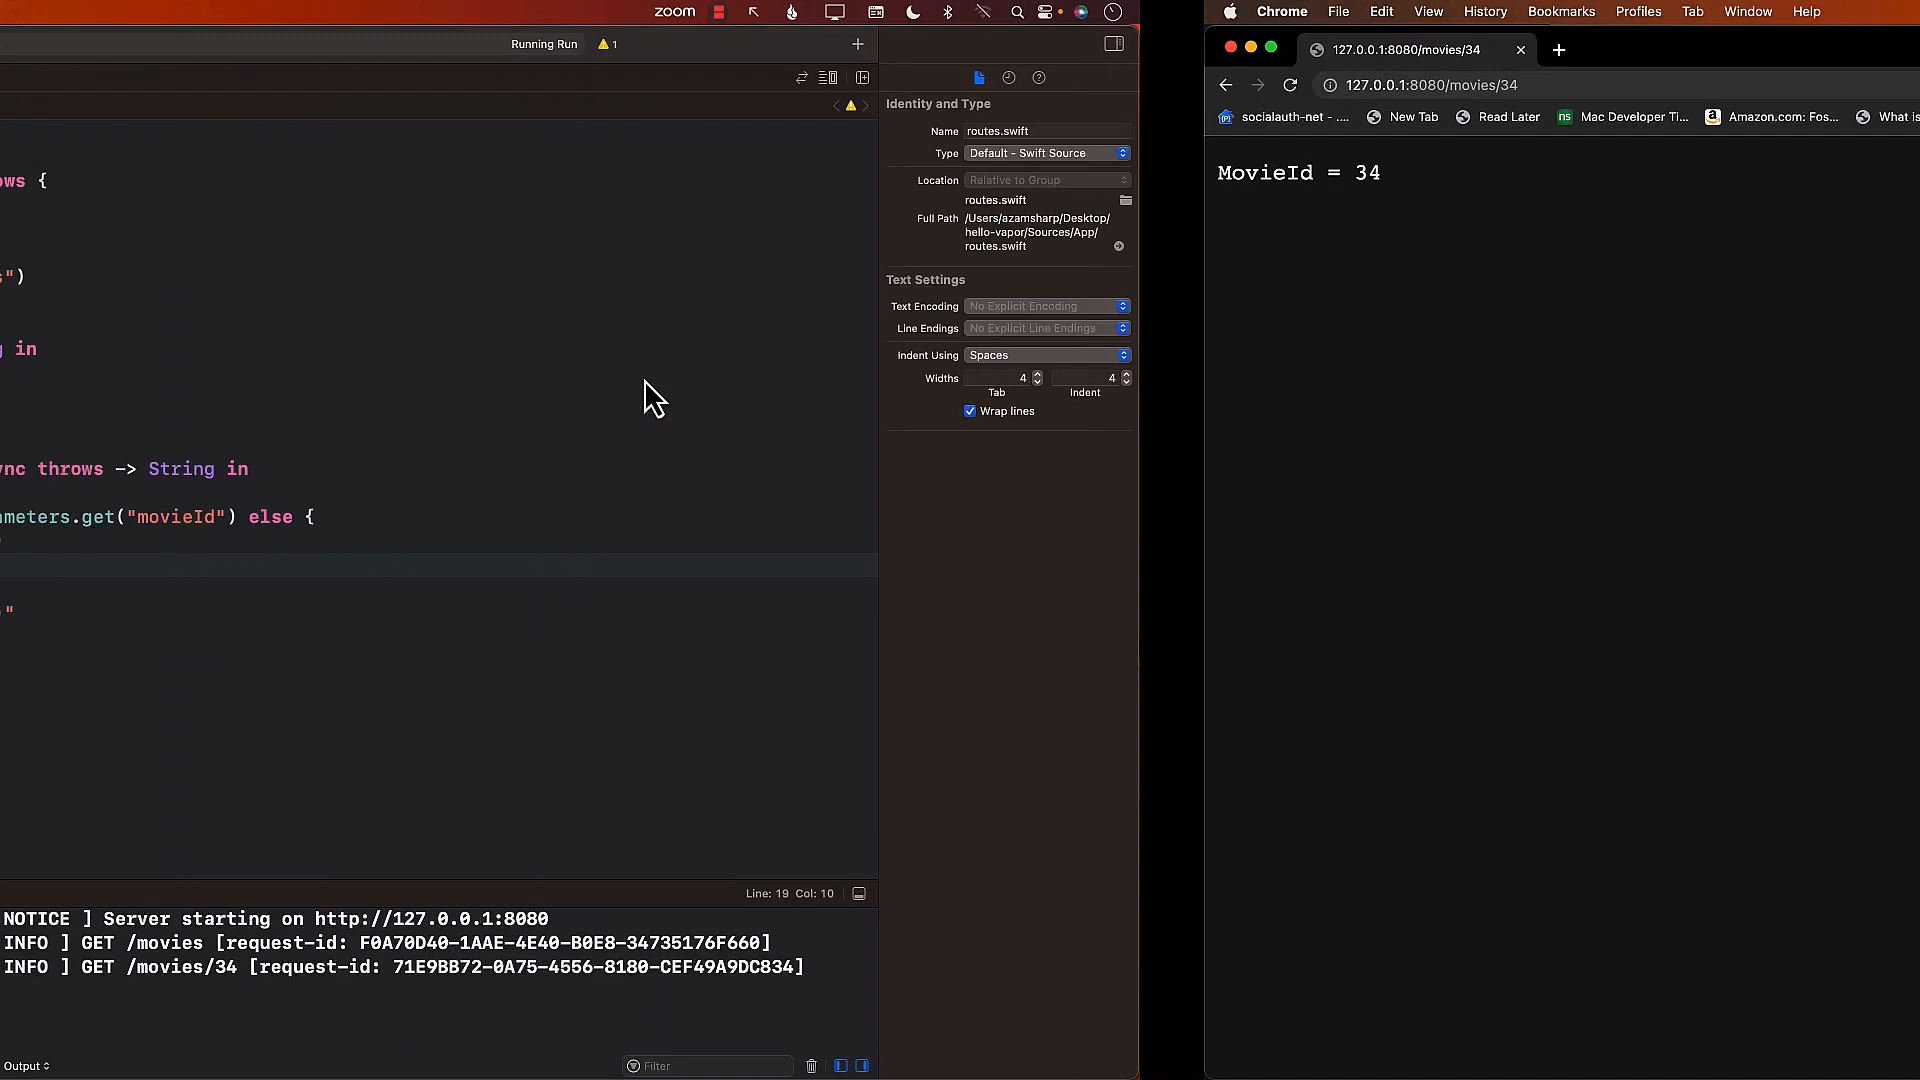 zoom
Running Run
1
ows {
s")
g in
nc throws -> String in
ameters.get("movieId") else {
"
Line: 19 Col: 10
NOTICE ] Server starting on http://127.0.0.1:8080
INFO ] GET /movies [request-id: F0A70D40-1AAE-4E40-B0E8-34735176F660]
INFO ] GET /movies/34 [request-id: 71E9BB72-0A75-4556-8180-CEF49A9DC834]
Output
Filter
Identity and Type
Name routes.swift
Type Default - Swift Source
Location Relative to Group
routes.swift
Full Path /Users/azamsharp/Desktop/
hello-vapor/Sources/App/
routes.swift
Text Settings
Text Encoding No Explicit Encoding
Line Endings No Explicit Line Endings
Indent Using Spaces
Widths 4 4
Tab Indent
Wrap lines
Chrome File Edit View History Bookmarks Profiles Tab Window Help
127.0.0.1:8080/movies/34
127.0.0.1:8080/movies/34
socialauth-net - .... New Tab Read Later ns Mac Developer Ti... Amazon.com: Fos... What is
MovieId = 34